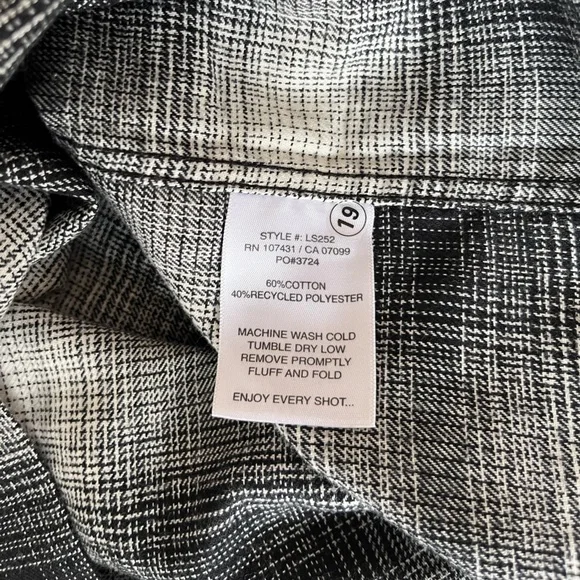 19
STYLE #: LS252
RN 107431 / CA 07099
PO#3724
60%COTTON
40%RECYCLED POLYESTER
MACHINE WASH COLD
TUMBLE DRY LOW
REMOVE PROMPTLY
FLUFF AND FOLD
ENJOY EVERY SHOT...